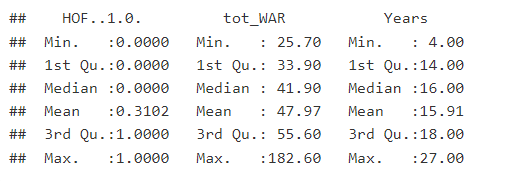 ##    HOF..1.0.         tot_WAR           Years
##  Min.   :0.0000   Min.   : 25.70   Min.   : 4.00
##  1st Qu.:0.0000   1st Qu.: 33.90   1st Qu.:14.00
##  Median :0.0000   Median : 41.90   Median :16.00
##  Mean   :0.3102   Mean   : 47.97   Mean   :15.91
##  3rd Qu.:1.0000   3rd Qu.: 55.60   3rd Qu.:18.00
##  Max.   :1.0000   Max.   :182.60   Max.   :27.00